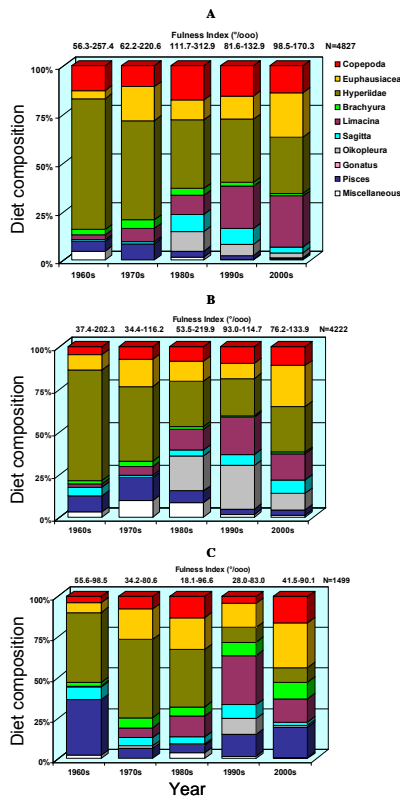 A
Fulness Index (°/ooo)
56.3-257.4 62.2-220.6 111.7-312.9 81.6-132.9 98.5-170.3 N=4827
100%
75%
50%
25%
0%
Diet composition
1960s 1970s 1980s 1990s 2000s
Copepoda
Euphausiacea
Hyperiidae
Brachyura
Limacina
Sagitta
Oikopleura
Gonatus
Pisces
Miscellaneous
B
Fulness Index (°/ooo)
37.4-202.3 34.4-116.2 53.5-219.9 93.0-114.7 76.2-133.9 N=4222
100%
75%
50%
25%
0%
Diet composition
1960s 1970s 1980s 1990s 2000s
C
Fulness Index (°/ooo)
55.6-98.5 34.2-80.6 18.1-96.6 28.0-83.0 41.5-90.1 N=1499
100%
75%
50%
25%
0%
Diet composition
1960s 1970s 1980s 1990s 2000s
Year